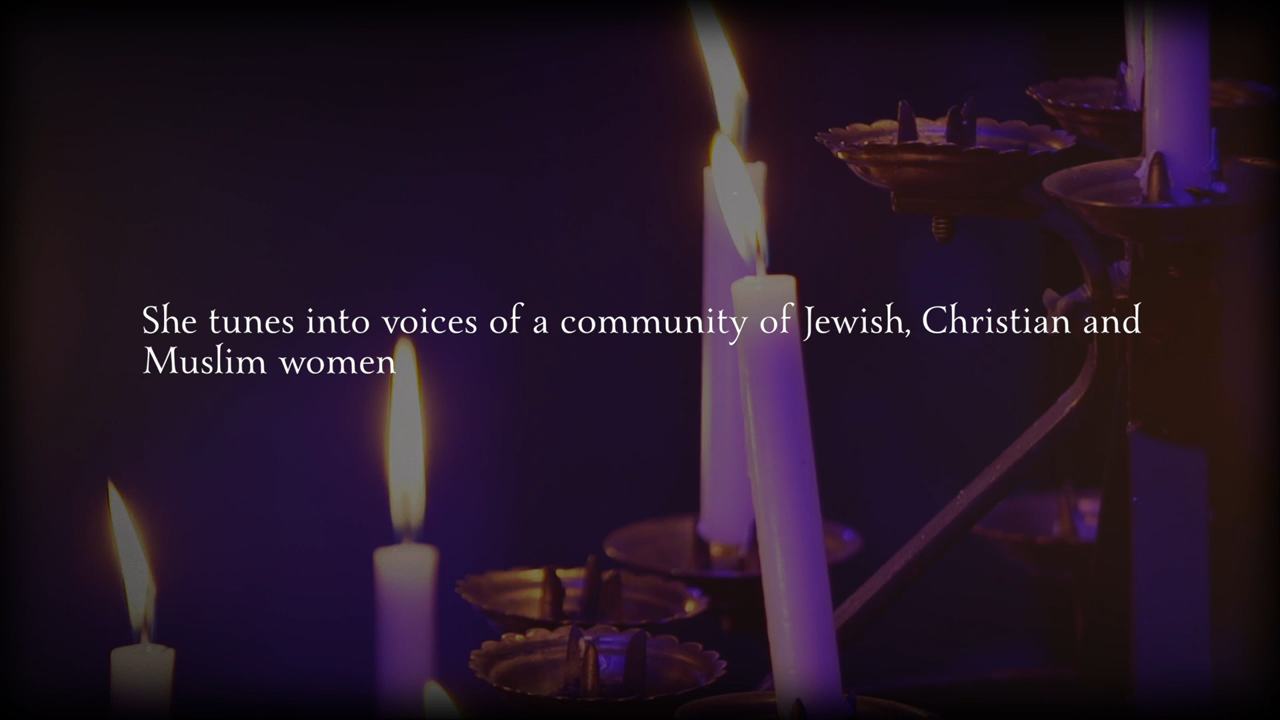 She tunes into voices of a community of Jewish, Christian and
Muslim women